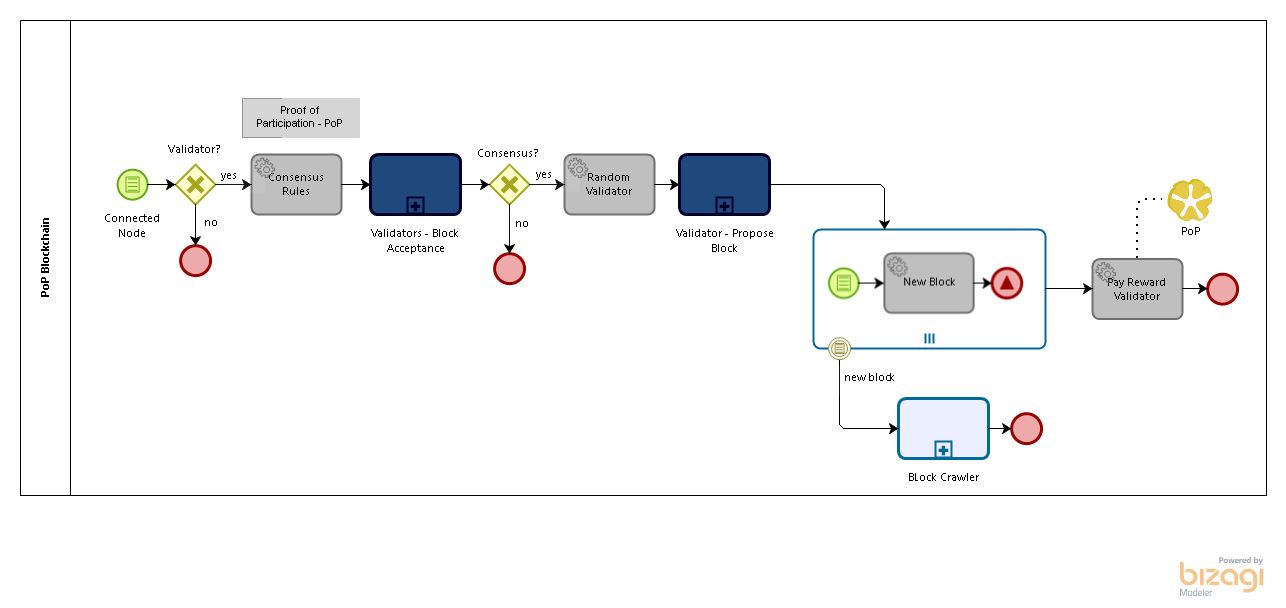 PoP Blockchain
Proof of
Participation - PoP
Validator?
yes
no
Connected
Node
Consensus
Rules
Validators - Block
Acceptance
Consensus?
yes
no
Random
Validator
Validator - Propose
Block
New Block
new block
BLock Crawler
PoP
Pay Reward
Validator
Powered by
bizagi
Modeler